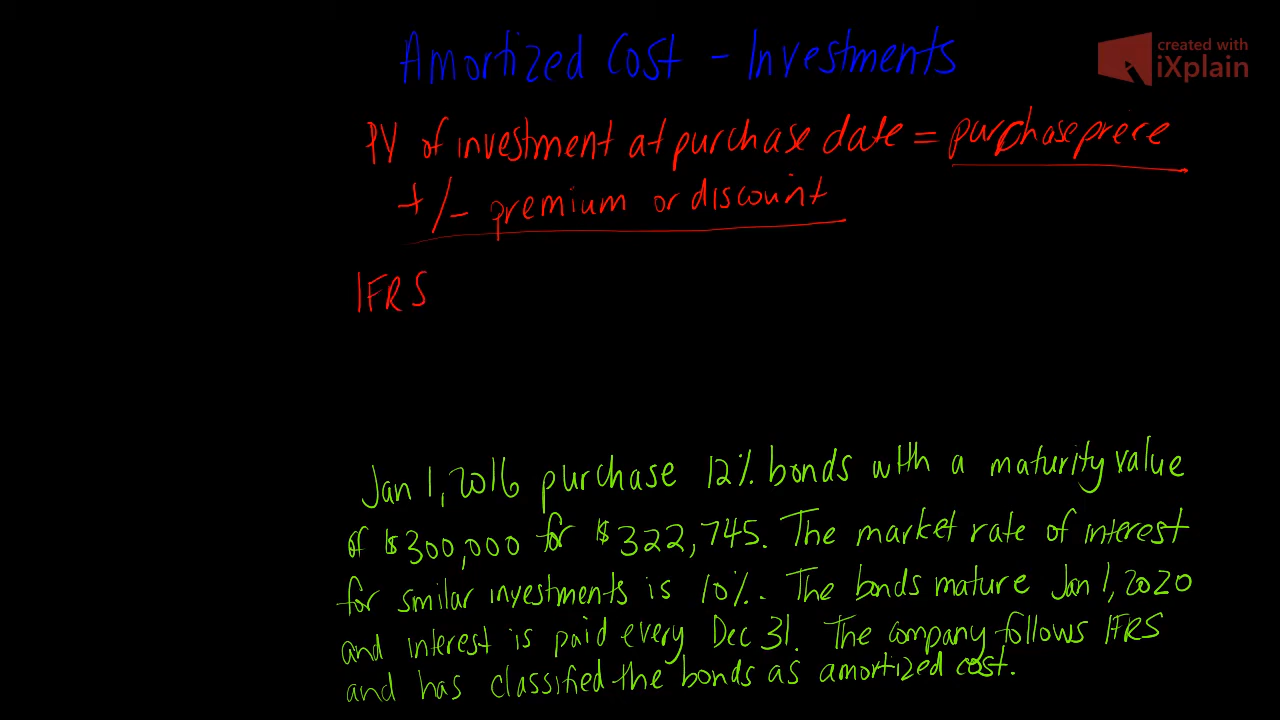 Amortized Cost - Investments
created with
iXplain
PV of investment at purchase date = purchase price
+/- premium or discount
IFRS
Jan 1, 2016 purchase 12% bonds with a maturity value
of $300,000 for $322,745. The market rate of interest
for similar investments is 10%. The bonds mature Jan 1, 2020
and interest is paid every Dec 31. The company follows IFRS
and has classified the bonds as amortized cost.